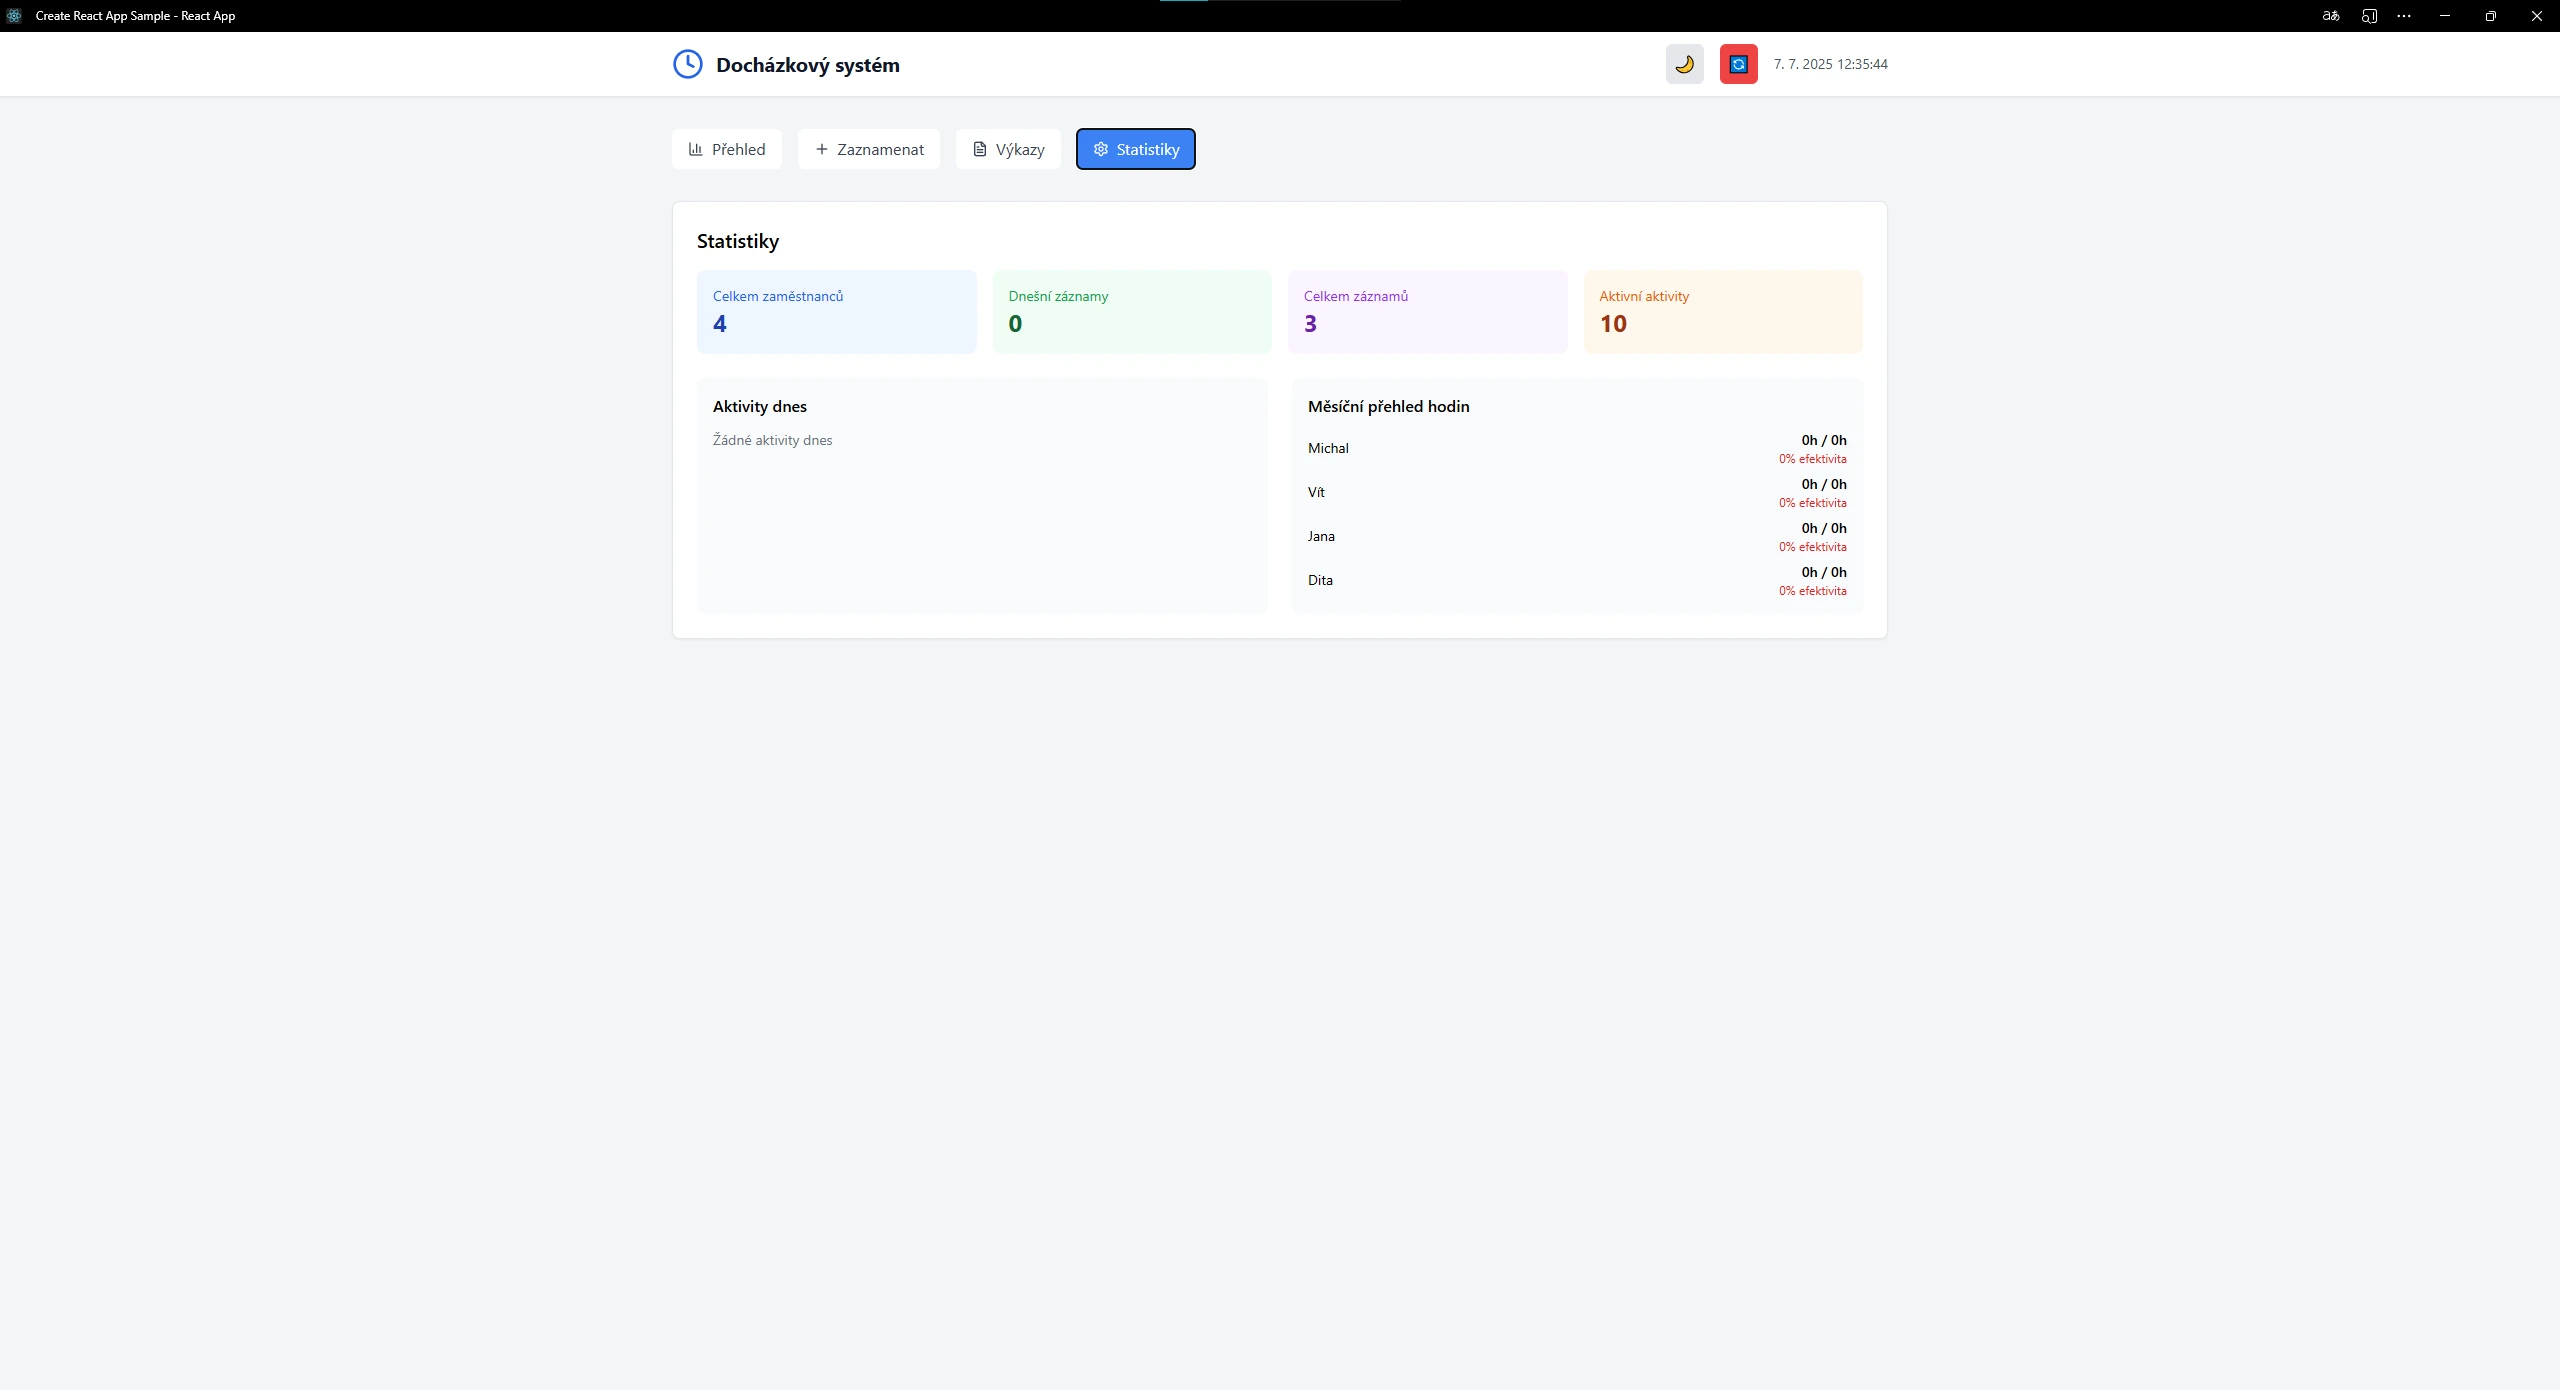 Create React App Sample - React App
Docházkový systém
7. 7. 2025 12:35:44
Přehled
Zaznamenat
Výkazy
Statistiky
Statistiky
Celkem zaměstnanců
4
Dnešní záznamy
0
Celkem záznamů
3
Aktivní aktivity
10
Aktivity dnes
Žádné aktivity dnes
Měsíční přehled hodin
Michal
0h / 0h
0% efektivita
Vít
0h / 0h
0% efektivita
Jana
0h / 0h
0% efektivita
Dita
0h / 0h
0% efektivita